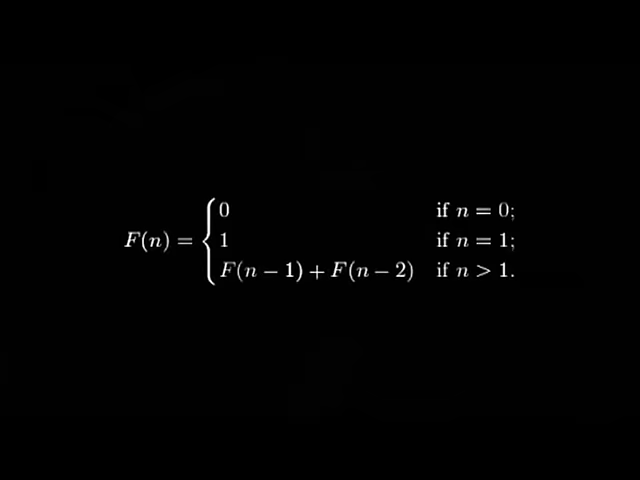 F(n) = { 0 if n = 0;
1 if n = 1;
F(n − 1) + F(n − 2) if n > 1.